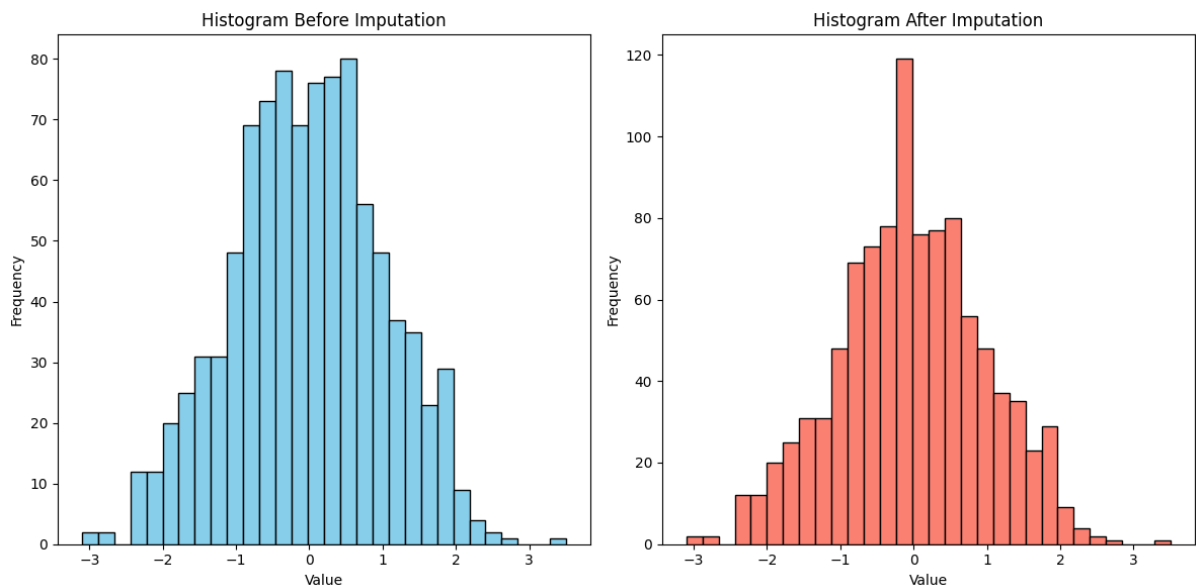 Histogram Before Imputation
80
70
60
50
40
30
20
10
0
Frequency
−3 −2 −1 0 1 2 3
Value
Histogram After Imputation
120
100
80
60
40
20
0
Frequency
−3 −2 −1 0 1 2 3
Value